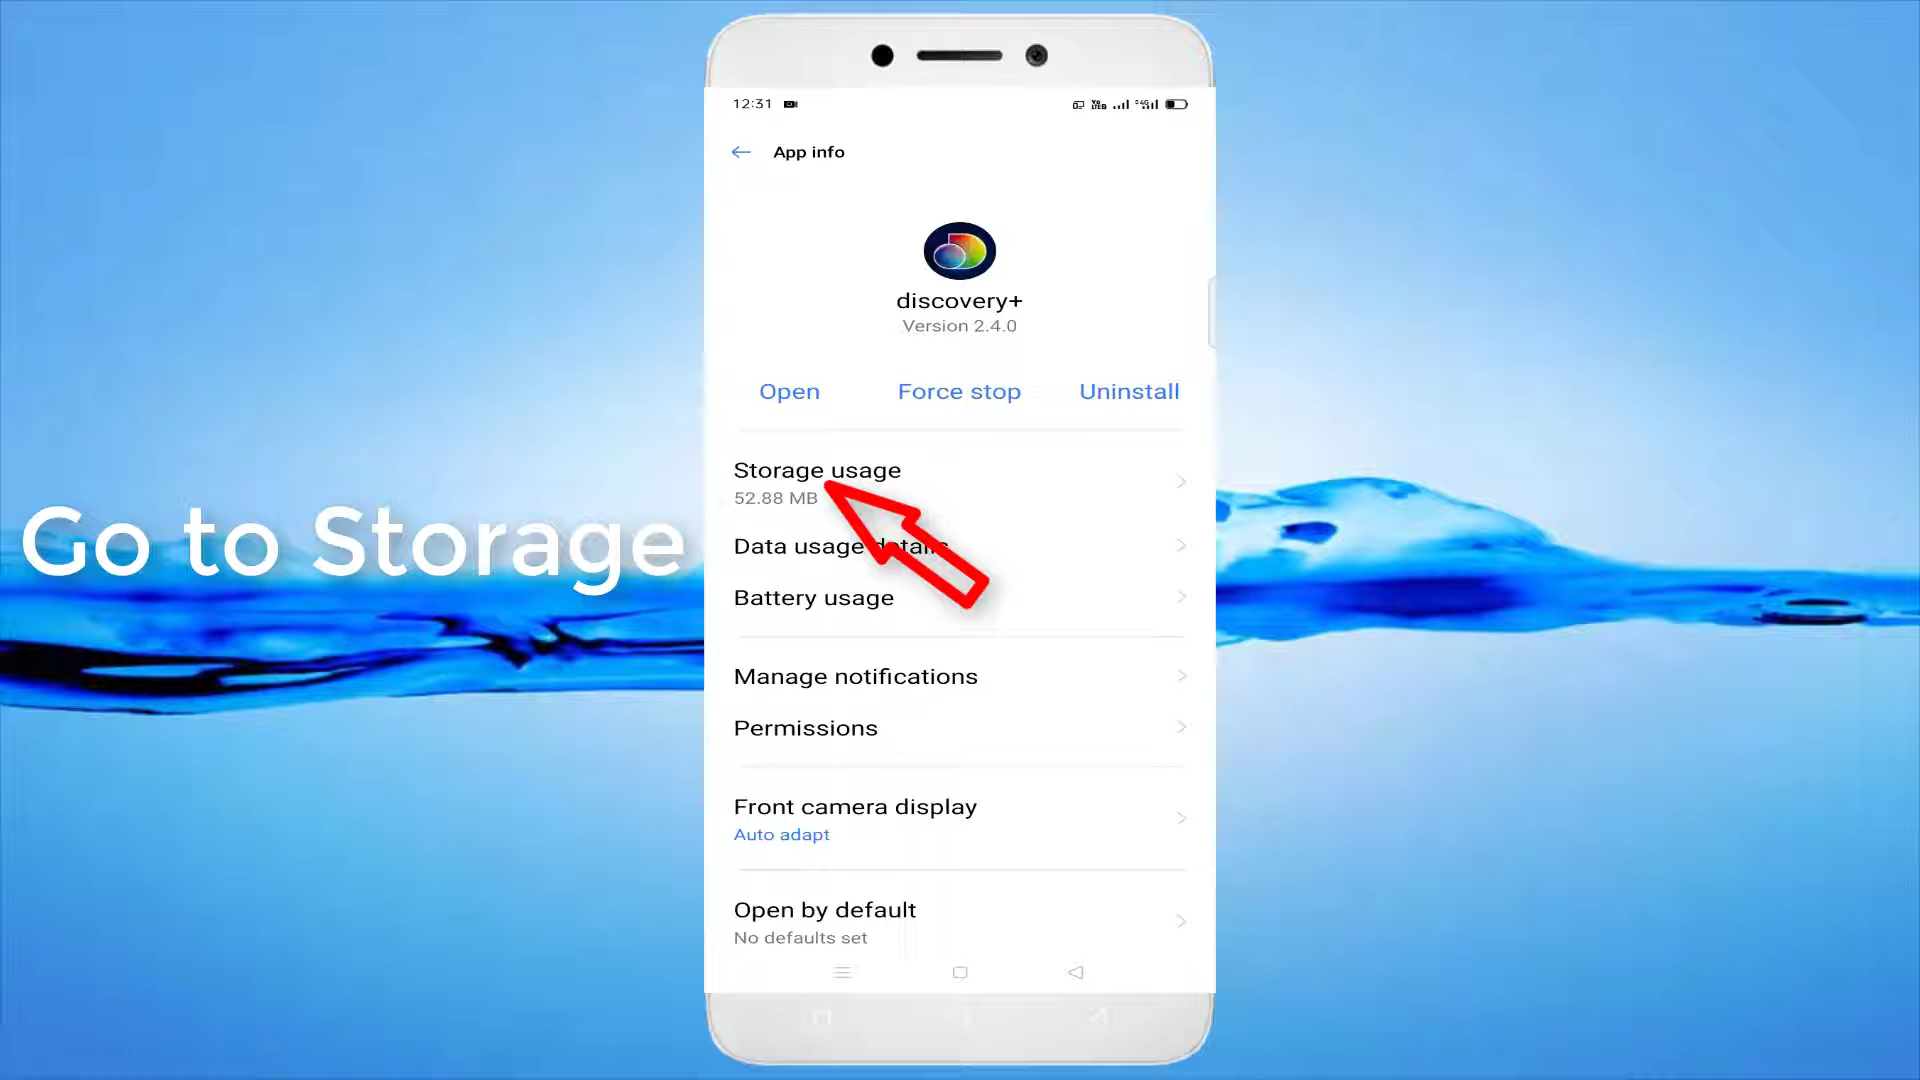 12:31
App info
discovery+
Version 2.4.0
Open Force stop Uninstall
Storage usage
52.88 MB
Go to Storage
Data usage details
Battery usage
Manage notifications
Permissions
Front camera display
Auto adapt
Open by default
No defaults set